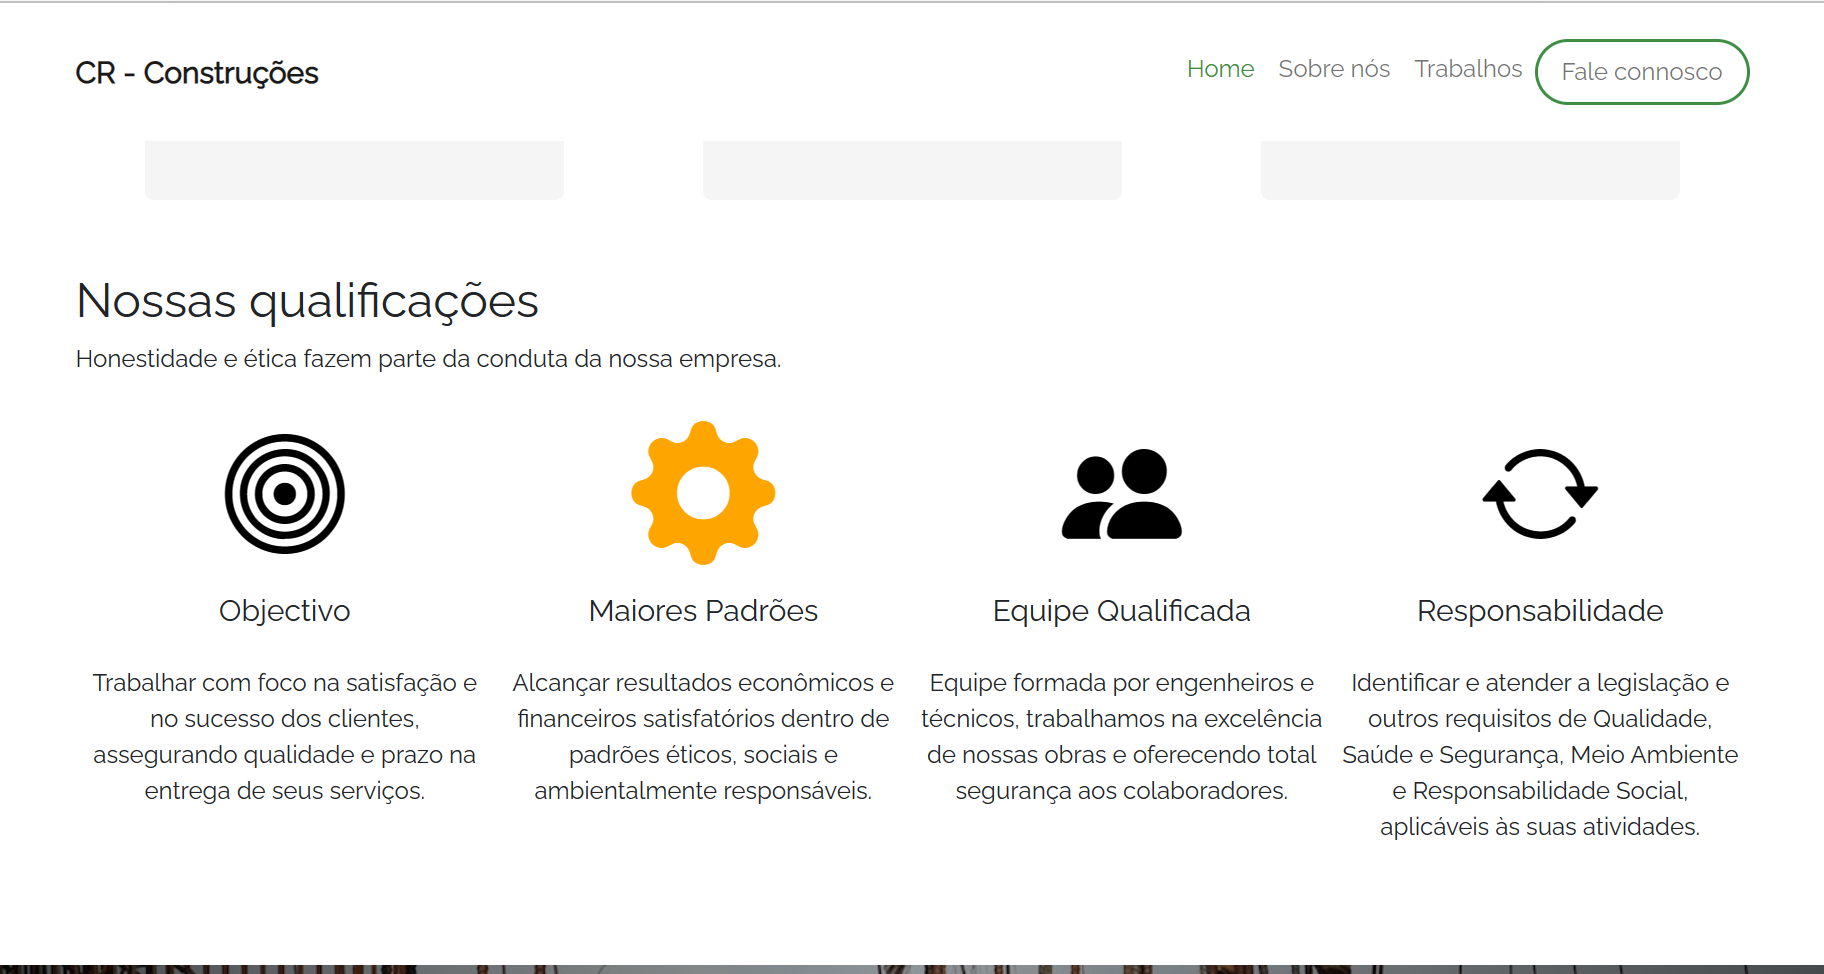 CR - Construções
Home Sobre nós Trabalhos Fale connosco
Nossas qualificações
Honestidade e ética fazem parte da conduta da nossa empresa.
Objectivo
Trabalhar com foco na satisfação e
no sucesso dos clientes,
assegurando qualidade e prazo na
entrega de seus serviços.
Maiores Padrões
Alcançar resultados econômicos e
financeiros satisfatórios dentro de
padrões éticos, sociais e
ambientalmente responsáveis.
Equipe Qualificada
Equipe formada por engenheiros e
técnicos, trabalhamos na excelência
de nossas obras e oferecendo total
segurança aos colaboradores.
Responsabilidade
Identificar e atender a legislação e
outros requisitos de Qualidade,
Saúde e Segurança, Meio Ambiente
e Responsabilidade Social,
aplicáveis às suas atividades.